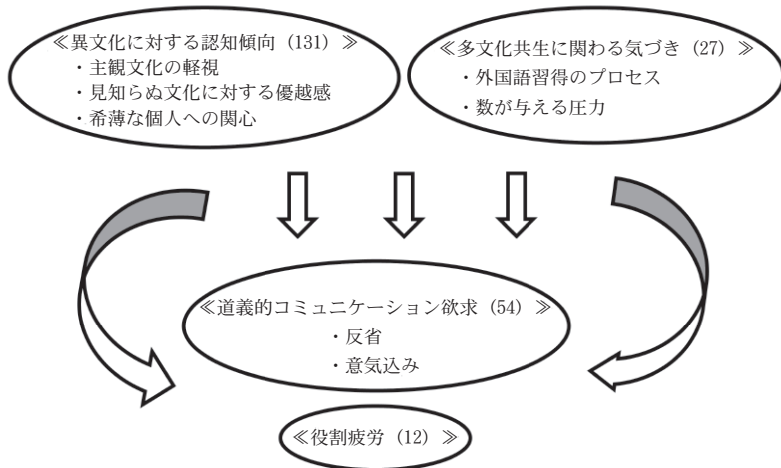 ≪異文化に対する認知傾向（131）≫
・主観文化の軽視
・見知らぬ文化に対する優越感
・希薄な個人への関心
≪多文化共生に関わる気づき（27）≫
・外国語習得のプロセス
・数が与える圧力
≪道義的コミュニケーション欲求（54）≫
・反省
・意気込み
≪役割疲労（12）≫